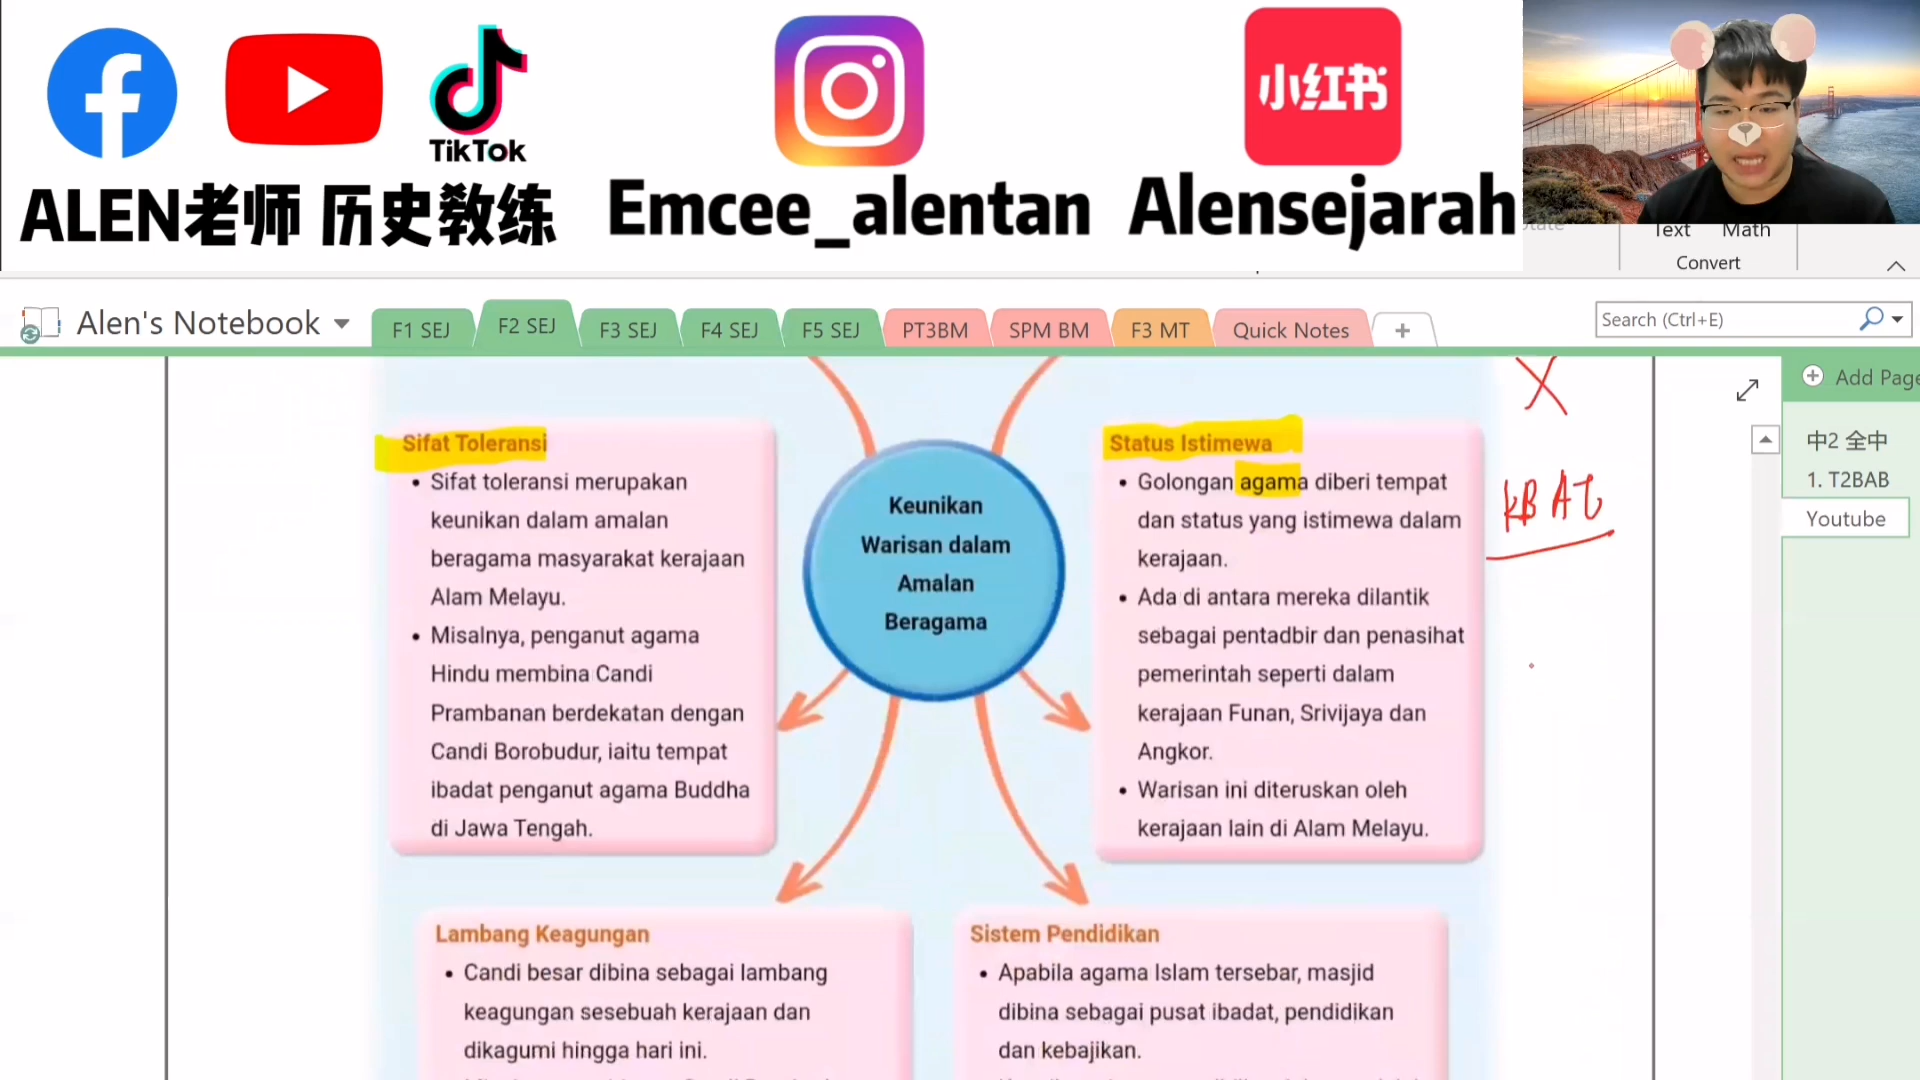 小红书
TikTok
ALEN老师 历史教练
Emcee_alentan
Alensejarah
Text Math
Convert
Alen's Notebook
F1 SEJ
F2 SEJ
F3 SEJ
F4 SEJ
F5 SEJ
PT3BM
SPM BM
F3 MT
Quick Notes
Search (Ctrl+E)
Add Page
中2 全中
1. T2BAB
Youtube
X
KBAT
Sifat Toleransi
• Sifat toleransi merupakan
keunikan dalam amalan
beragama masyarakat kerajaan
Alam Melayu.
• Misalnya, penganut agama
Hindu membina Candi
Prambanan berdekatan dengan
Candi Borobudur, iaitu tempat
ibadat penganut agama Buddha
di Jawa Tengah.
Keunikan
Warisan dalam
Amalan
Beragama
Status Istimewa
• Golongan agama diberi tempat
dan status yang istimewa dalam
kerajaan.
• Ada di antara mereka dilantik
sebagai pentadbir dan penasihat
pemerintah seperti dalam
kerajaan Funan, Srivijaya dan
Angkor.
• Warisan ini diteruskan oleh
kerajaan lain di Alam Melayu.
Lambang Keagungan
• Candi besar dibina sebagai lambang
keagungan sesebuah kerajaan dan
dikagumi hingga hari ini.
Sistem Pendidikan
• Apabila agama Islam tersebar, masjid
dibina sebagai pusat ibadat, pendidikan
dan kebajikan.